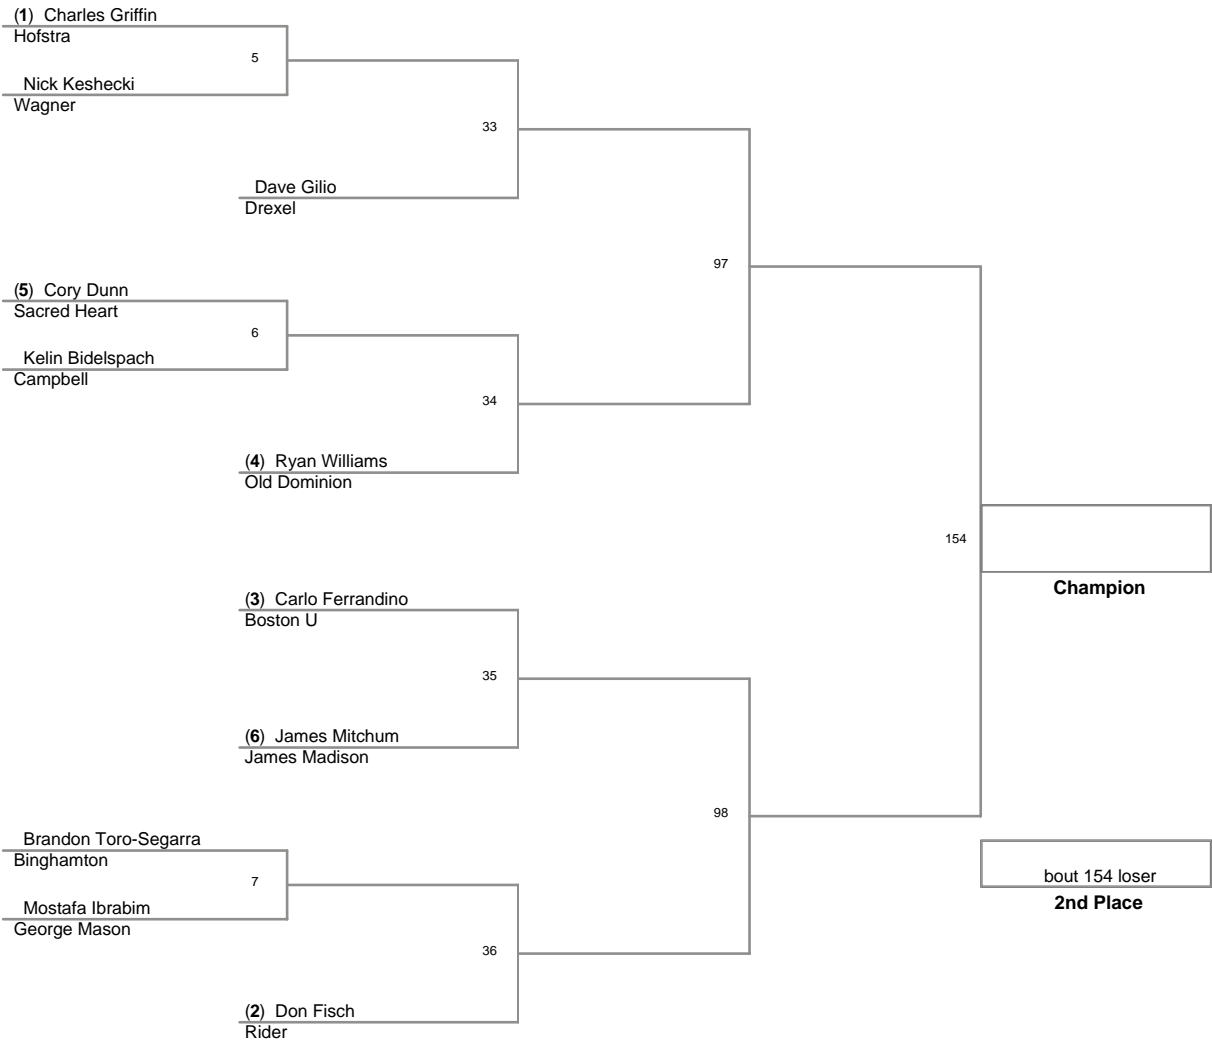 (1) Charles Griffin
Hofstra
5
Nick Keshecki
Wagner
33
Dave Gilio
Drexel
97
(5) Cory Dunn
Sacred Heart
6
Kelin Bidelspach
Campbell
34
(4) Ryan Williams
Old Dominion
154
Champion
(3) Carlo Ferrandino
Boston U
35
(6) James Mitchum
James Madison
98
Brandon Toro-Segarra
Binghamton
7
Mostafa Ibrabim
George Mason
36
(2) Don Fisch
Rider
bout 154 loser
2nd Place